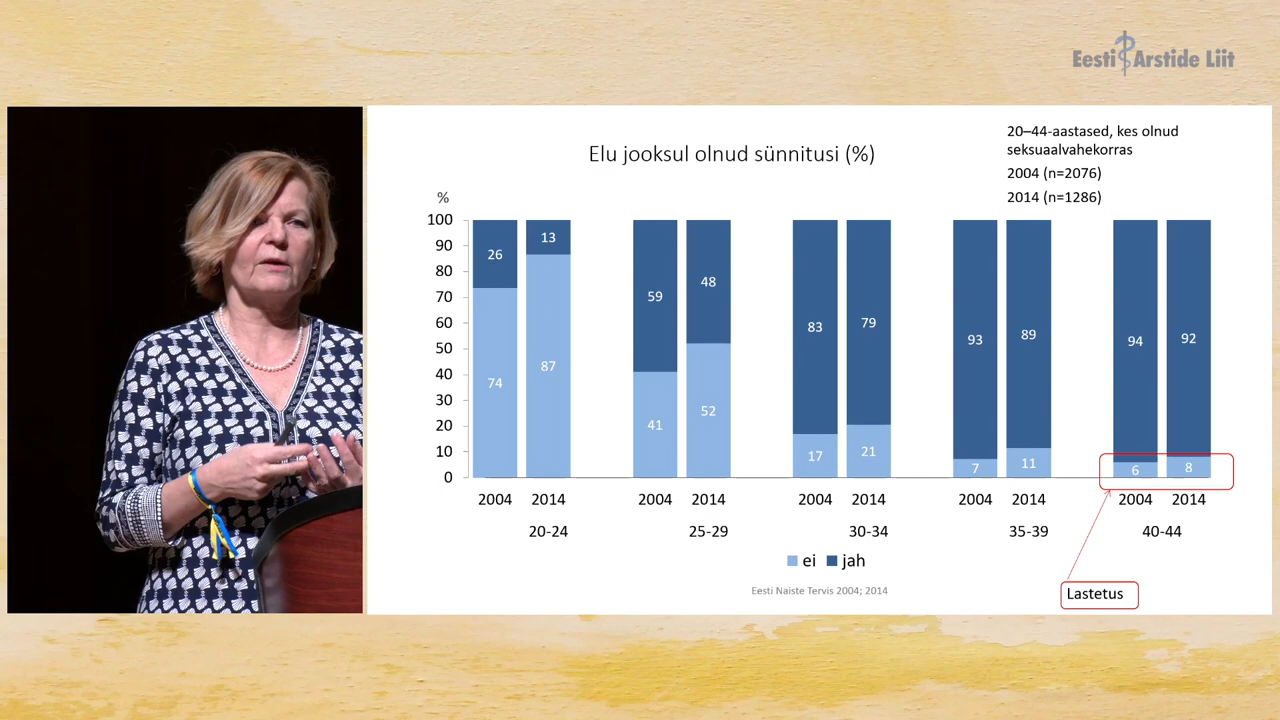 Eesti Arstide Liit
20–44-aastased, kes olnud
seksuaalvahekorras
2004 (n=2076)
2014 (n=1286)
Elu jooksul olnud sünnitusi (%)
%
100
90
80
70
60
50
40
30
20
10
0
26
74
13
87
59
41
48
52
83
17
79
21
93
7
89
11
94
6
92
8
2004 2014 2004 2014 2004 2014 2004 2014 2004 2014
20-24 25-29 30-34 35-39 40-44
ei jah
Eesti Naiste Tervis 2004; 2014
Lastetus